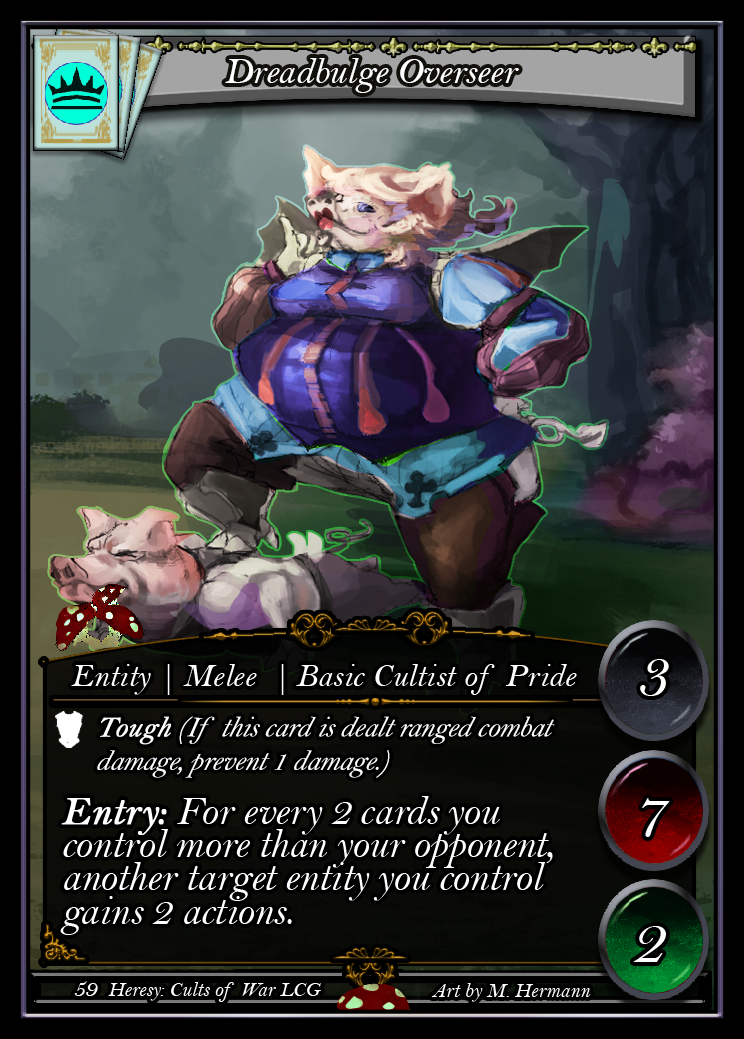 Dreadbulge Overseer
Entity | Melee | Basic Cultist of Pride
3
Tough (If this card is dealt ranged combat
damage, prevent 1 damage.)
7
Entry: For every 2 cards you
control more than your opponent,
another target entity you control
gains 2 actions.
2
59 Heresy: Cults of War LCG
Art by M. Hermann